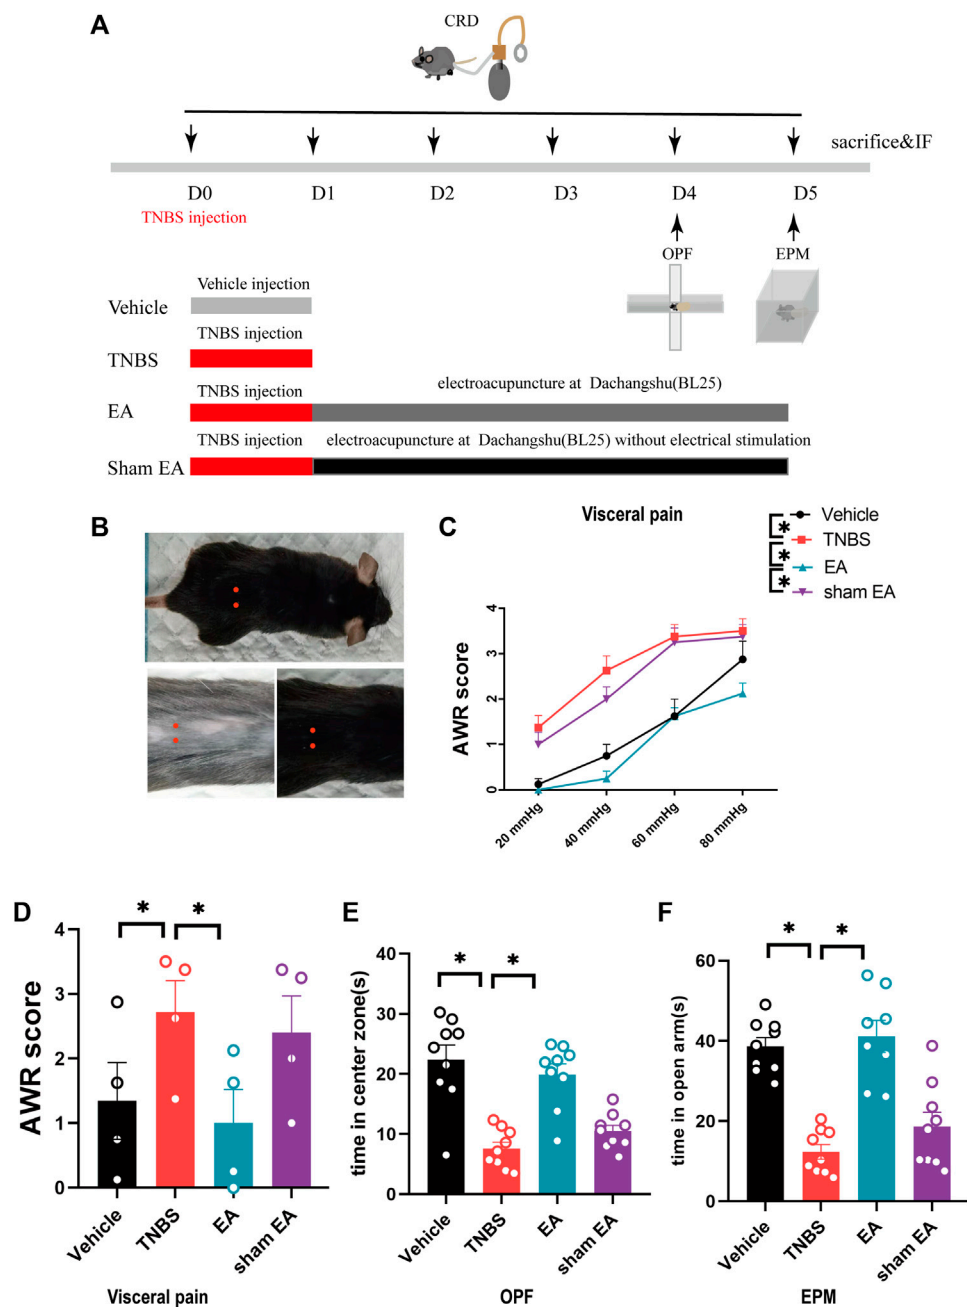 A
CRD
sacrifice&IF
D0 D1 D2 D3 D4 D5
TNBS injection
OPF EPM
Vehicle injection
Vehicle
TNBS injection
TNBS
electroacupuncture at Dachangshu(BL25)
TNBS injection
EA
TNBS injection electroacupuncture at Dachangshu(BL25) without electrical stimulation
Sham EA
B
C
Visceral pain
* Vehicle
* TNBS
* EA
sham EA
AWR score
4
3
2
1
0
20 mmHg
40 mmHg
60 mmHg
80 mmHg
D
* *
AWR score
4
3
2
1
0
Vehicle
TNBS
EA
sham EA
Visceral pain
E
* *
time in center zone(s)
40
30
20
10
0
Vehicle
TNBS
EA
sham EA
OPF
F
* *
time in open arm(s)
60
40
20
0
Vehicle
TNBS
EA
sham EA
EPM